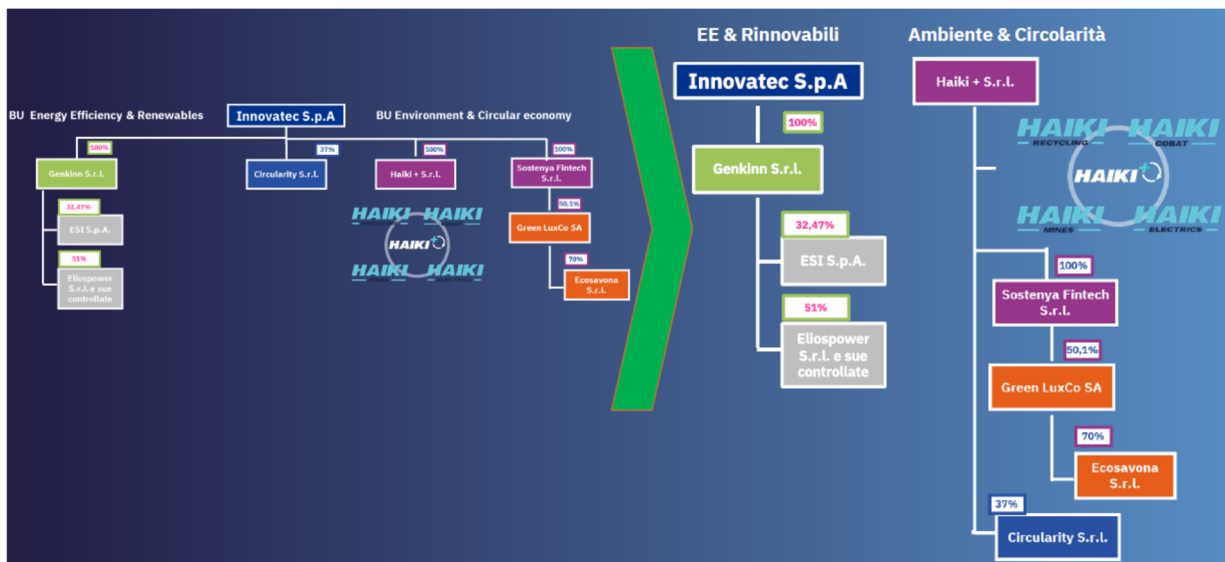 BU Energy Efficiency & Renewables
Innovatec S.p.A
BU Environment & Circular economy
100%
37%
100%
100%
Genkinn S.r.l.
Circularity S.r.l.
Haiki + S.r.l.
Sostenya Fintech
S.r.l.
32,47%
ESI S.p.A.
50,1%
Green LuxCo SA
HAIKI HAIKI
HAIKI+
HAIKI HAIKI
51%
Eliospower
S.r.l. e sue
controllate
70%
Ecosavona
S.r.l.
EE & Rinnovabili
Innovatec S.p.A
100%
Genkinn S.r.l.
32,47%
ESI S.p.A.
51%
Eliospower
S.r.l. e sue
controllate
Ambiente & Circolarità
Haiki + S.r.l.
HAIKI HAIKI
RECYCLING COBAT
HAIKI+
HAIKI HAIKI
MINES ELECTRICS
100%
Sostenya Fintech
S.r.l.
50,1%
Green LuxCo SA
70%
Ecosavona
S.r.l.
37%
Circularity S.r.l.